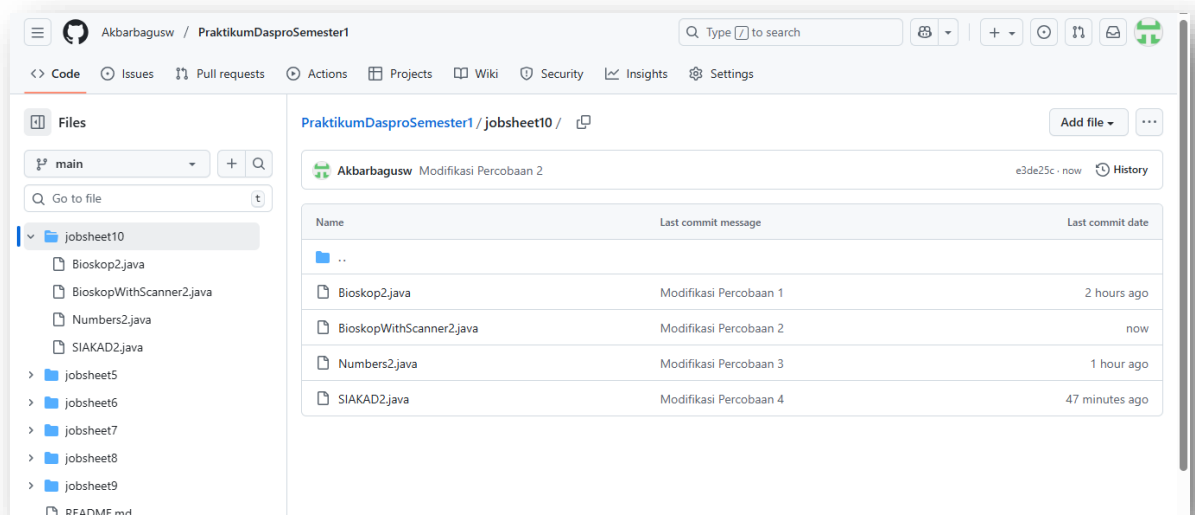 Akbarbagusw / PraktikumDasproSemester1
Type / to search
Code Issues Pull requests Actions Projects Wiki Security Insights Settings
Files
main
Go to file t
jobsheet10
Bioskop2.java
BioskopWithScanner2.java
Numbers2.java
SIAKAD2.java
jobsheet5
jobsheet6
jobsheet7
jobsheet8
jobsheet9
README.md
PraktikumDasproSemester1 / jobsheet10 /
Add file
Akbarbagusw Modifikasi Percobaan 2 e3de25c · now History
Name Last commit message Last commit date
..
Bioskop2.java Modifikasi Percobaan 1 2 hours ago
BioskopWithScanner2.java Modifikasi Percobaan 2 now
Numbers2.java Modifikasi Percobaan 3 1 hour ago
SIAKAD2.java Modifikasi Percobaan 4 47 minutes ago